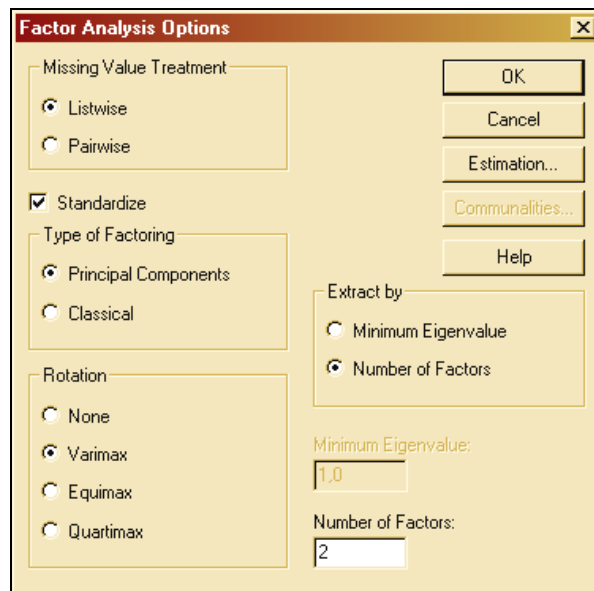 Factor Analysis Options
Missing Value Treatment
Listwise
Pairwise
Standardize
Type of Factoring
Principal Components
Classical
Rotation
None
Varimax
Equimax
Quartimax
OK
Cancel
Estimation...
Communalities...
Help
Extract by
Minimum Eigenvalue
Number of Factors
Minimum Eigenvalue:
1,0
Number of Factors:
2